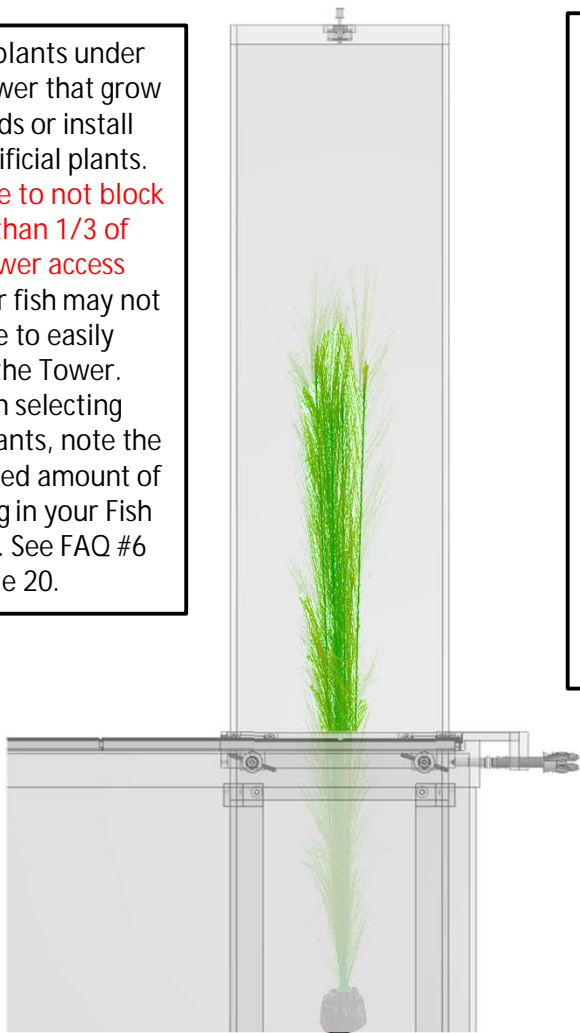 plants under
wer that grow
ds or install
ificial plants.
e to not block
than 1/3 of
wer access
r fish may not
e to easily
the Tower.
n selecting
ants, note the
ed amount of
g in your Fish
. See FAQ #6
e 20.